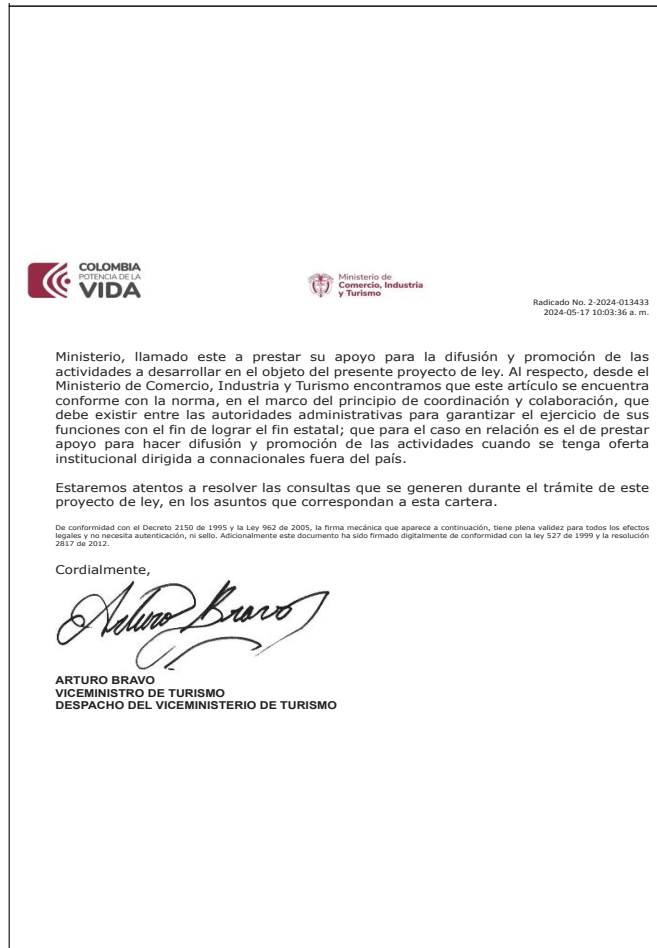 COLOMBIA
POTENCIA DE LA
VIDA
Ministerio de
Comercio, Industria
y Turismo
Radicado No. 2-2024-013433
2024-05-17 10:03:36 a. m.
Ministerio, llamado este a prestar su apoyo para la difusión y promoción de las
actividades a desarrollar en el objeto del presente proyecto de ley. Al respecto, desde el
Ministerio de Comercio, Industria y Turismo encontramos que este artículo se encuentra
conforme con la norma, en el marco del principio de coordinación y colaboración, que
debe existir entre las autoridades administrativas para garantizar el ejercicio de sus
funciones con el fin de lograr el fin estatal; que para el caso en relación es el de prestar
apoyo para hacer difusión y promoción de las actividades cuando se tenga oferta
institucional dirigida a connacionales fuera del país.
Estaremos atentos a resolver las consultas que se generen durante el trámite de este
proyecto de ley, en los asuntos que correspondan a esta cartera.
De conformidad con el Decreto 2150 de 1995 y la Ley 962 de 2005, la firma mecánica que aparece a continuación, tiene plena validez para todos los efectos
legales y no necesita autenticación, ni sello. Adicionalmente este documento ha sido firmado digitalmente de conformidad con la ley 527 de 1999 y la resolución
2817 de 2012.
Cordialmente,
Arturo Bravo
ARTURO BRAVO
VICEMINISTRO DE TURISMO
DESPACHO DEL VICEMINISTERIO DE TURISMO